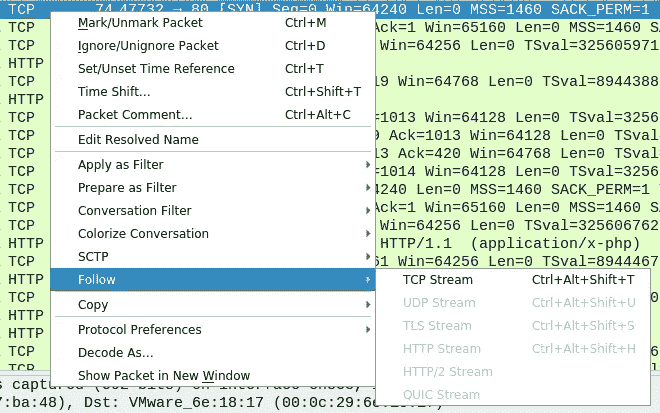 TCP 74 47732 → 80 [SYN] Seq=0 Win=64240 Len=0 MSS=1460 SACK_PERM=1
TCP Ack=1 Win=65160 Len=0 MSS=1460 SA
TCP Win=64256 Len=0 TSval=325605971
HTTP
TCP 19 Win=64768 Len=0 TSval=8944388
HTTP
TCP =1013 Win=64128 Len=0 TSval=3256
TCP 0 Ack=1013 Win=64128 Len=0 TSval
TCP 13 Ack=420 Win=64768 Len=0 TSval
TCP =1014 Win=64128 Len=0 TSval=3256
TCP 4240 Len=0 MSS=1460 SACK_PERM=1
TCP Ack=1 Win=65160 Len=0 MSS=1460 SA
TCP Win=64256 Len=0 TSval=325606762
HTTP HTTP/1.1 (application/x-php)
TCP 61 Win=64256 Len=0 TSval=8944467
HTTP
TCP
HTTP
HTTP
TCP
TCP
Mark/Unmark Packet Ctrl+M
Ignore/Unignore Packet Ctrl+D
Set/Unset Time Reference Ctrl+T
Time Shift... Ctrl+Shift+T
Packet Comment... Ctrl+Alt+C
Edit Resolved Name
Apply as Filter
Prepare as Filter
Conversation Filter
Colorize Conversation
SCTP
Follow
Copy
Protocol Preferences
Decode As...
Show Packet in New Window
TCP Stream Ctrl+Alt+Shift+T
UDP Stream Ctrl+Alt+Shift+U
TLS Stream Ctrl+Alt+Shift+S
HTTP Stream Ctrl+Alt+Shift+H
HTTP/2 Stream
QUIC Stream
s captured
7:ba:48), Dst: VMware_6e:18:17 (00:0c:29:6e